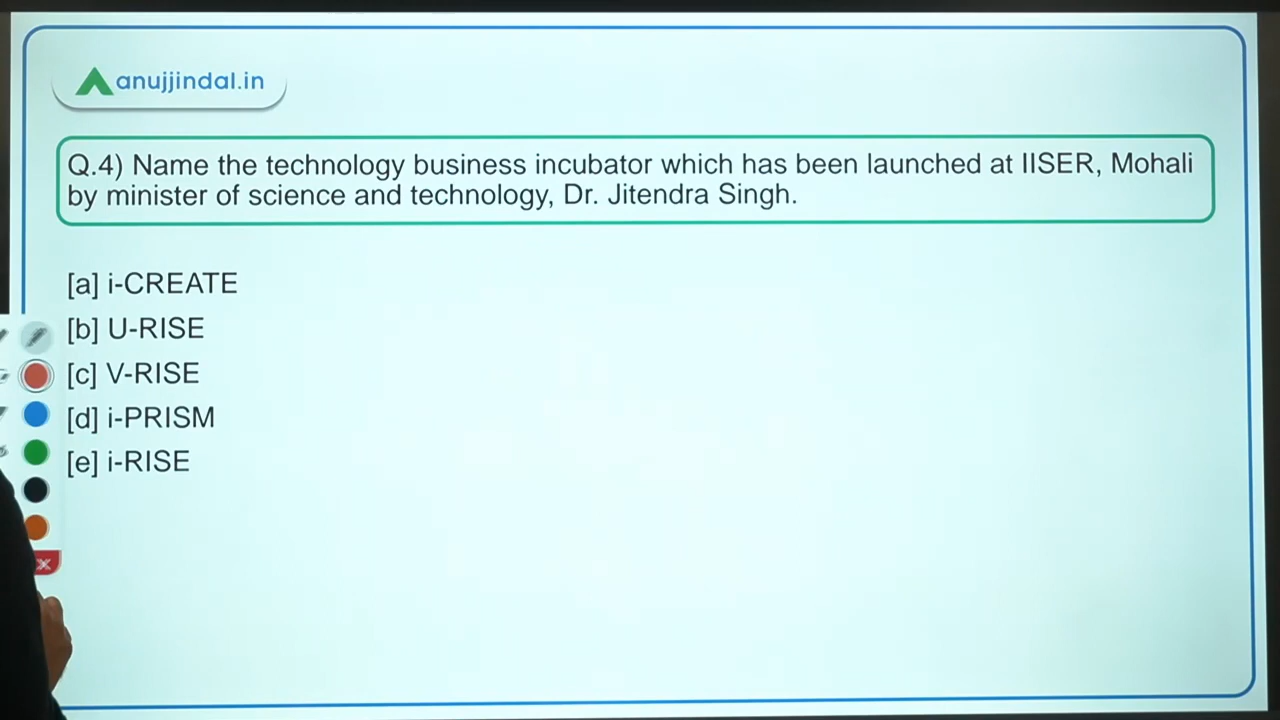 anujjindal.in
Q.4) Name the technology business incubator which has been launched at IISER, Mohali
by minister of science and technology, Dr. Jitendra Singh.
[a] i-CREATE
[b] U-RISE
[c] V-RISE
[d] i-PRISM
[e] i-RISE